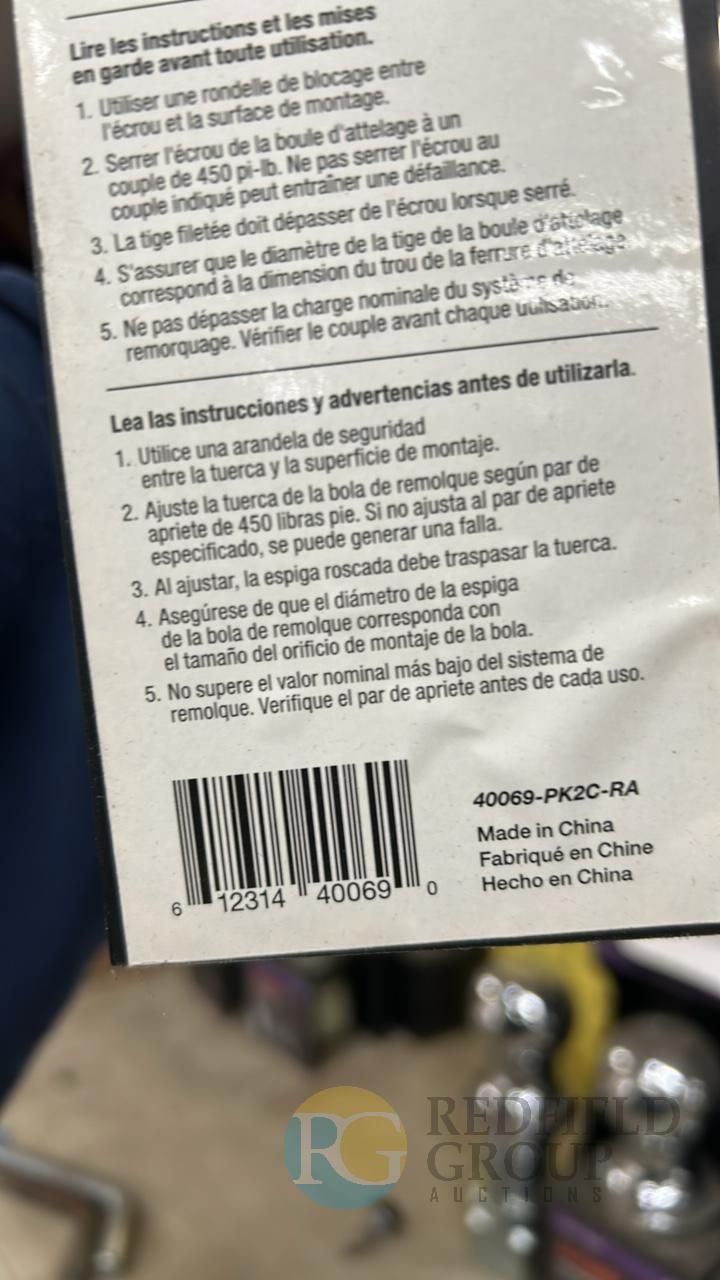 Lire les instructions et les mises
en garde avant toute utilisation.
1. Utiliser une rondelle de blocage entre
l'écrou et la surface de montage.
2. Serrer l'écrou de la boule d'attelage à un
couple de 450 pi-lb. Ne pas serrer l'écrou au
couple indiqué peut entraîner une défaillance.
3. La tige filetée doit dépasser de l'écrou lorsque serré.
4. S'assurer que le diamètre de la tige de la boule d'attelage
correspond à la dimension du trou de la ferrure d'attelage
5. Ne pas dépasser la charge nominale du système de
remorquage. Vérifier le couple avant chaque utilisation.
Lea las instrucciones y advertencias antes de utilizarla.
1. Utilice una arandela de seguridad
entre la tuerca y la superficie de montaje.
2. Ajuste la tuerca de la bola de remolque según par de
apriete de 450 libras pie. Si no ajusta al par de apriete
especificado, se puede generar una falla.
3. Al ajustar, la espiga roscada debe traspasar la tuerca.
4. Asegúrese de que el diámetro de la espiga
de la bola de remolque corresponda con
el tamaño del orificio de montaje de la bola.
5. No supere el valor nominal más bajo del sistema de
remolque. Verifique el par de apriete antes de cada uso.
6 12314 40069 0
40069-PK2C-RA
Made in China
Fabriqué en Chine
Hecho en China
RG
REDFIELD
GROUP
AUCTIONS